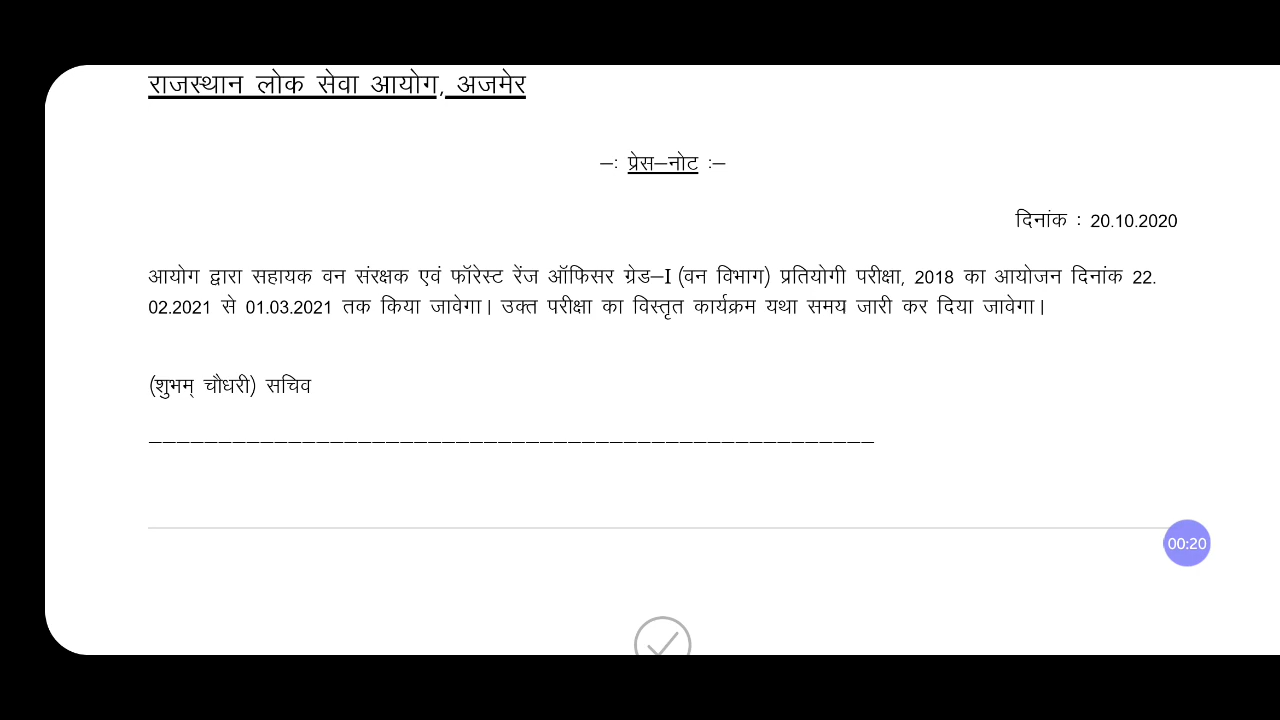 राजस्थान लोक सेवा आयोग, अजमेर
–: प्रेस–नोट :–
दिनांक : 20.10.2020
आयोग द्वारा सहायक वन संरक्षक एवं फॉरेस्ट रेंज ऑफिसर ग्रेड–I (वन विभाग) प्रतियोगी परीक्षा, 2018 का आयोजन दिनांक 22.
02.2021 से 01.03.2021 तक किया जावेगा। उक्त परीक्षा का विस्तृत कार्यक्रम यथा समय जारी कर दिया जावेगा।
(शुभम् चौधरी) सचिव
00:20